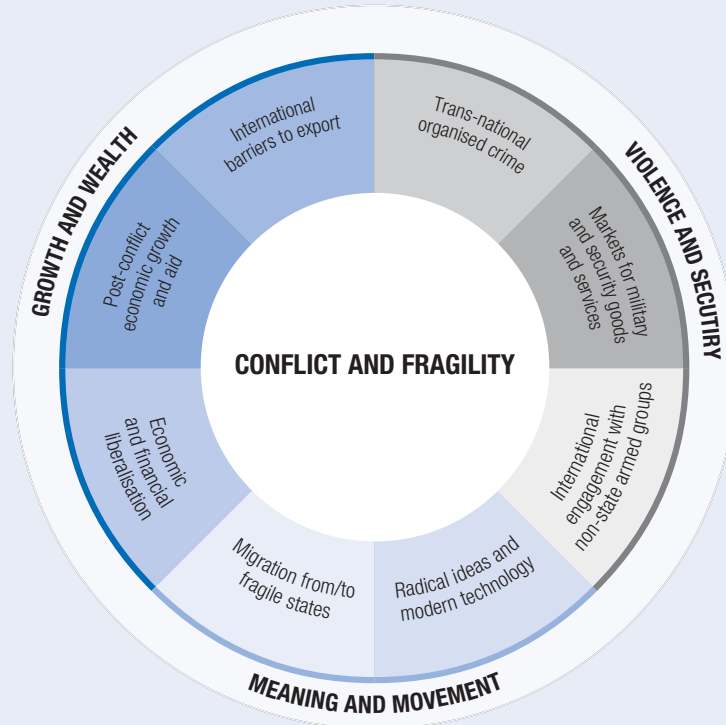 GROWTH AND WEALTH
VIOLENCE AND SECUTIRY
MEANING AND MOVEMENT
CONFLICT AND FRAGILITY
International
barriers to export
Trans-national
organised crime
Post-conflict
economic growth
and aid
Markets for military
and security goods
and services
Economic
and financial
liberalisation
International
engagement with
non-state armed groups
Migration from/to
fragile states
Radical ideas and
modern technology